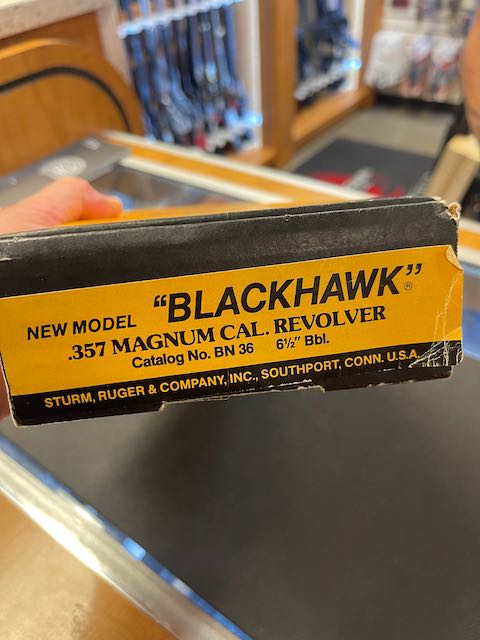 NEW MODEL "BLACKHAWK"®
.357 MAGNUM CAL. REVOLVER
Catalog No. BN 36 6½" Bbl.
STURM, RUGER & COMPANY, INC., SOUTHPORT, CONN. U.S.A.